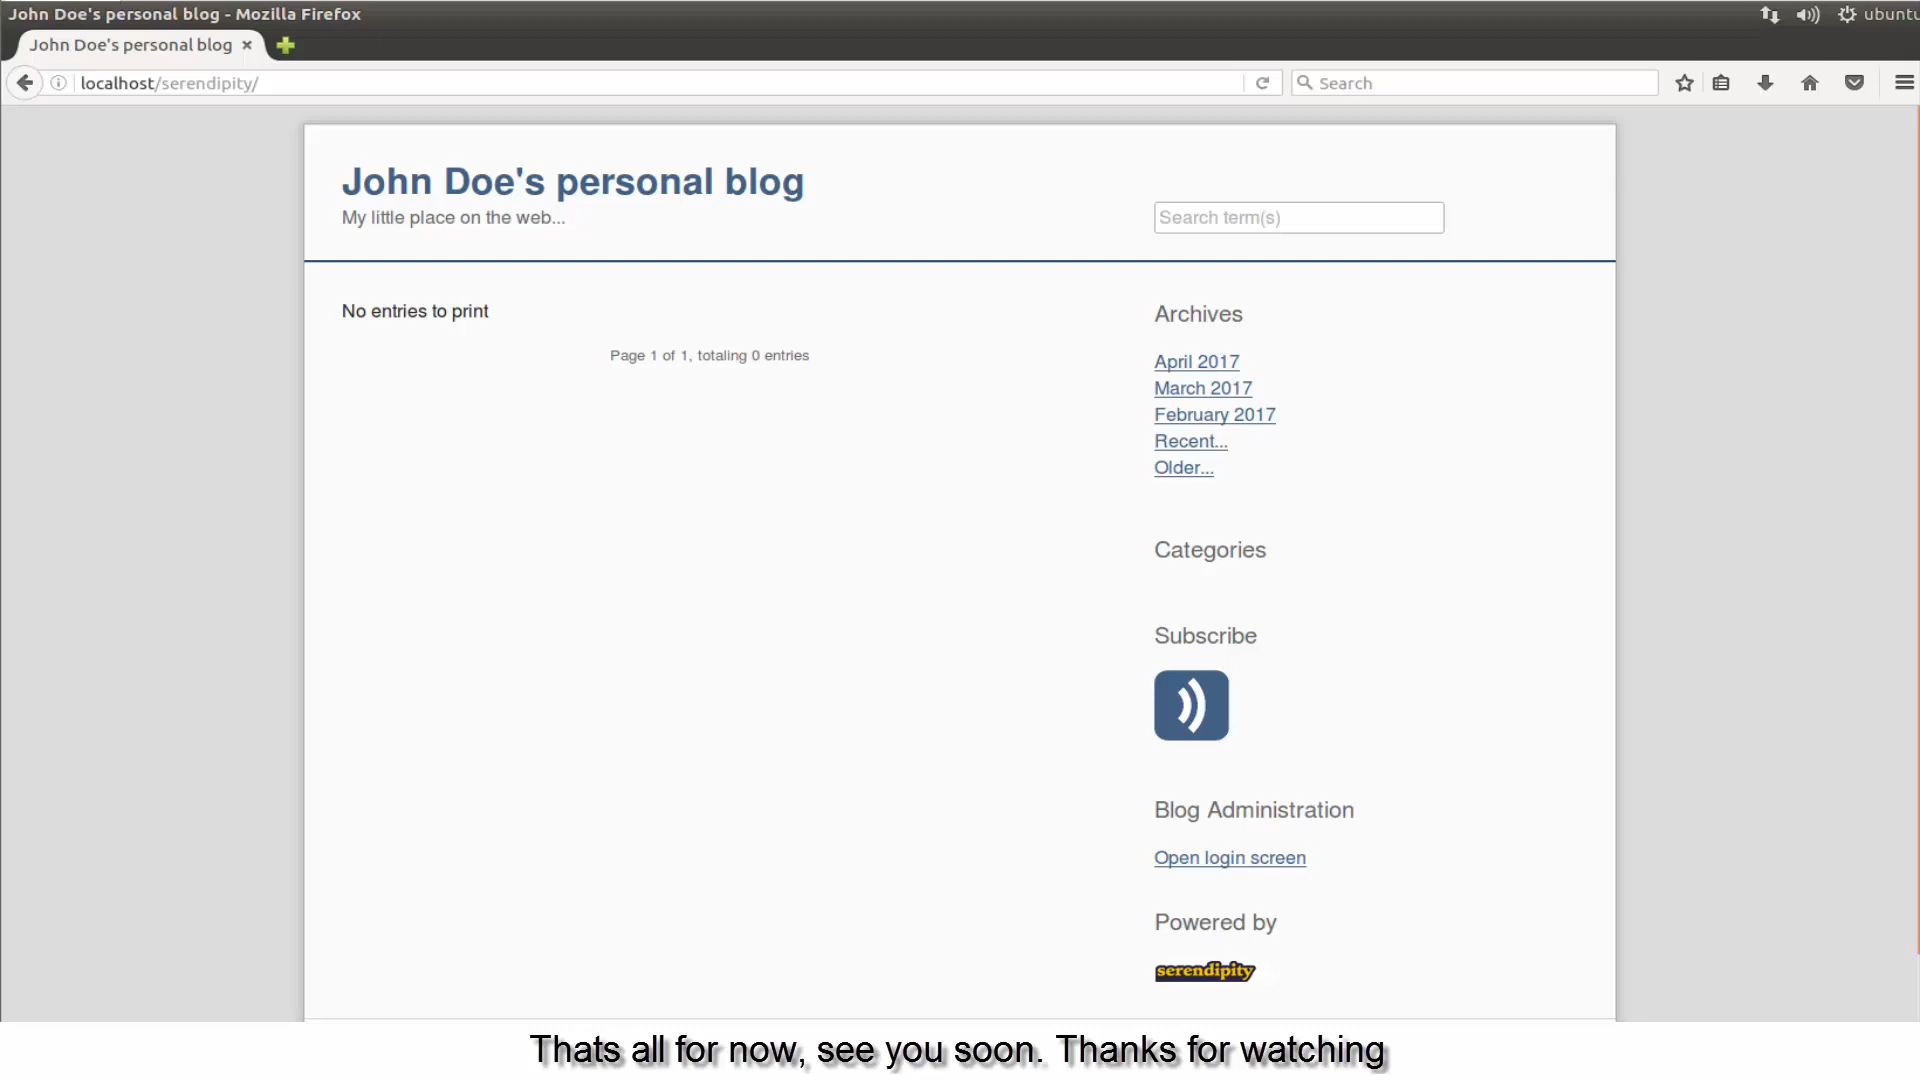 John Doe's personal blog - Mozilla Firefox
ubuntu
John Doe's personal blog
localhost/serendipity/
Search
John Doe's personal blog
My little place on the web...
Search term(s)
No entries to print
Page 1 of 1, totaling 0 entries
Archives
April 2017
March 2017
February 2017
Recent...
Older...
Categories
Subscribe
Blog Administration
Open login screen
Powered by
serendipity
Thats all for now, see you soon. Thanks for watching